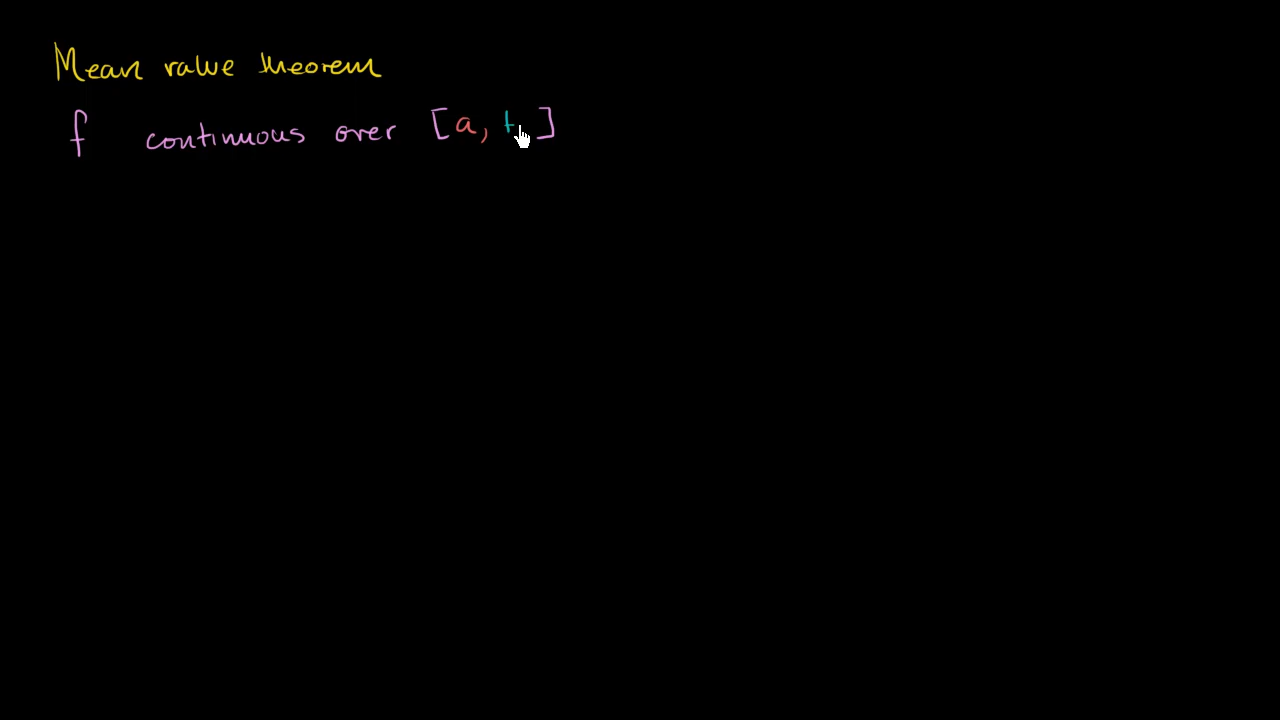 Mean value theorem
f continuous over [a, t ]